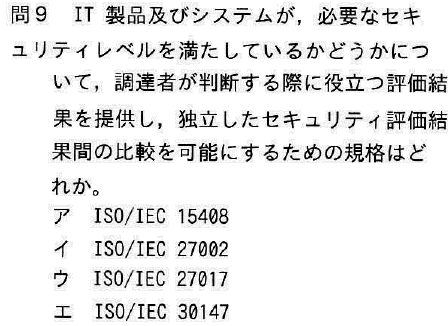 問9　IT 製品及びシステムが，必要なセキ
ュリティレベルを満たしているかどうかにつ
いて，調達者が判断する際に役立つ評価結
果を提供し，独立したセキュリティ評価結
果間の比較を可能にするための規格はど
れか。
ア　ISO/IEC 15408
イ　ISO/IEC 27002
ウ　ISO/IEC 27017
エ　ISO/IEC 30147